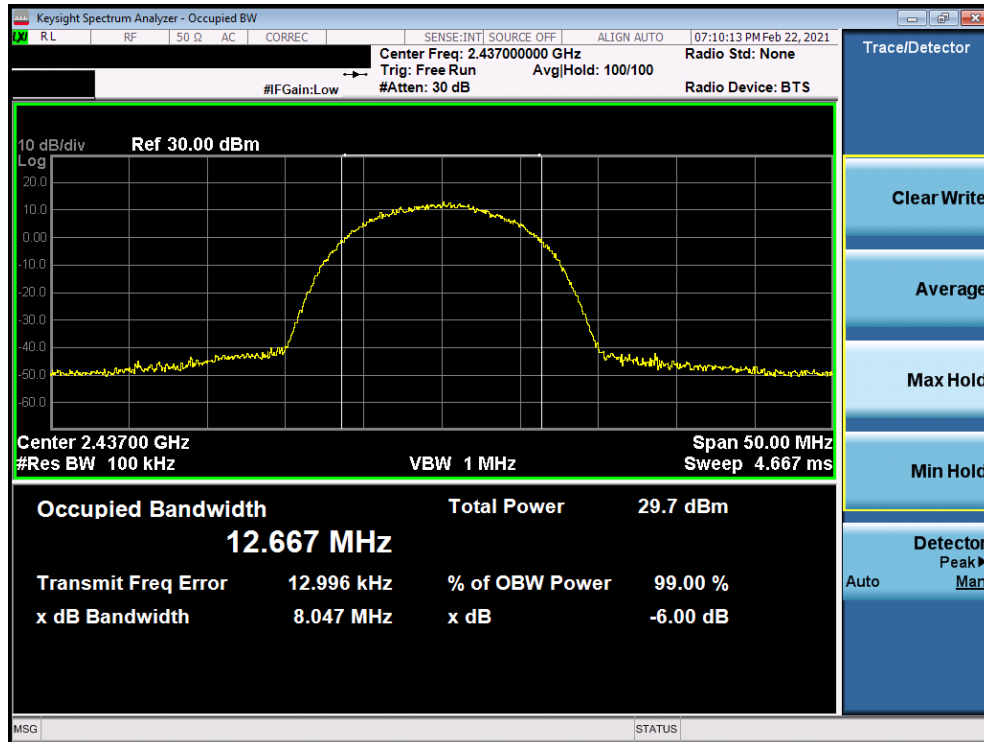 Keysight Spectrum Analyzer - Occupied BW
LXI RL RF 50 Ω AC CORREC SENSE:INT SOURCE OFF ALIGN AUTO 07:10:13 PM Feb 22, 2021
Center Freq: 2.437000000 GHz Radio Std: None
Trig: Free Run Avg|Hold: 100/100
#IFGain:Low #Atten: 30 dB Radio Device: BTS
Trace/Detector
10 dB/div Ref 30.00 dBm
Log
20.0
10.0
0.00
-10.0
-20.0
-30.0
-40.0
-50.0
-60.0
Center 2.43700 GHz Span 50.00 MHz
#Res BW 100 kHz VBW 1 MHz Sweep 4.667 ms
Occupied Bandwidth Total Power 29.7 dBm
12.667 MHz
Transmit Freq Error 12.996 kHz % of OBW Power 99.00 %
x dB Bandwidth 8.047 MHz x dB -6.00 dB
Clear Write
Average
Max Hold
Min Hold
Detector
Peak▶
Auto Man
MSG STATUS